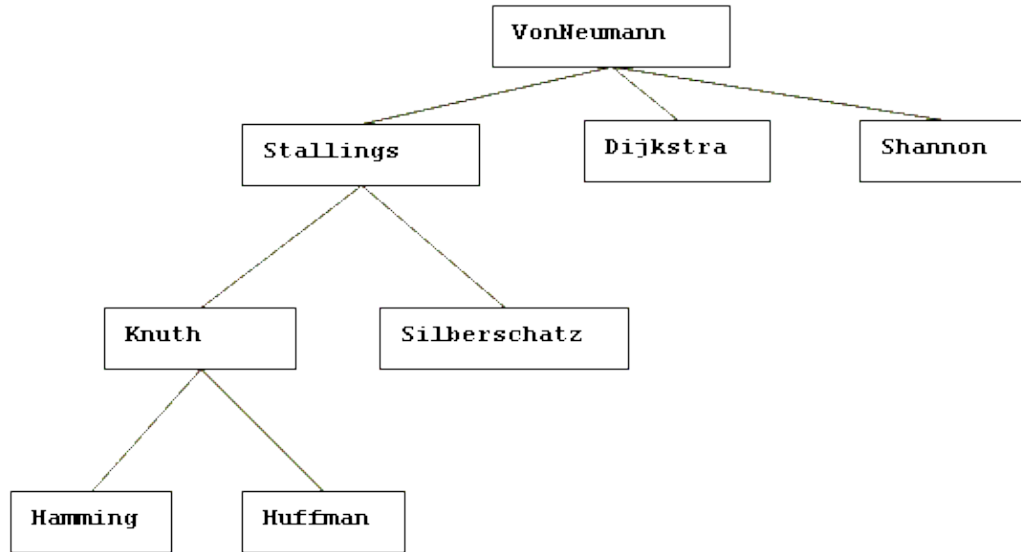 VonNeumann
Stallings
Dijkstra
Shannon
Knuth
Silberschatz
Hamming
Huffman